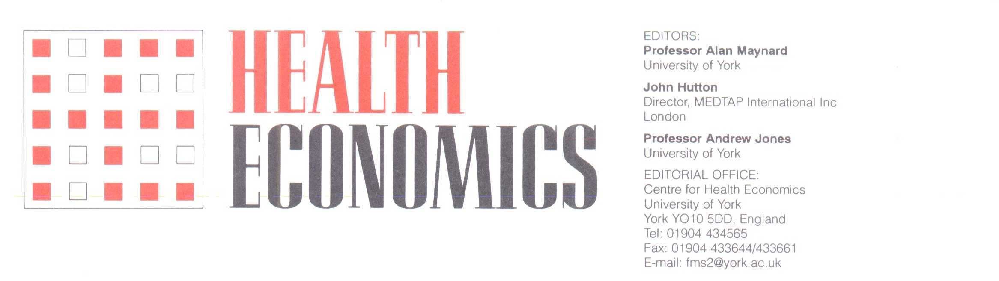 HEALTH
ECONOMICS
EDITORS:
Professor Alan Maynard
University of York
John Hutton
Director, MEDTAP International Inc
London
Professor Andrew Jones
University of York
EDITORIAL OFFICE:
Centre for Health Economics
University of York
York YO10 5DD, England
Tel: 01904 434565
Fax: 01904 433644/433661
E-mail: fms2@york.ac.uk